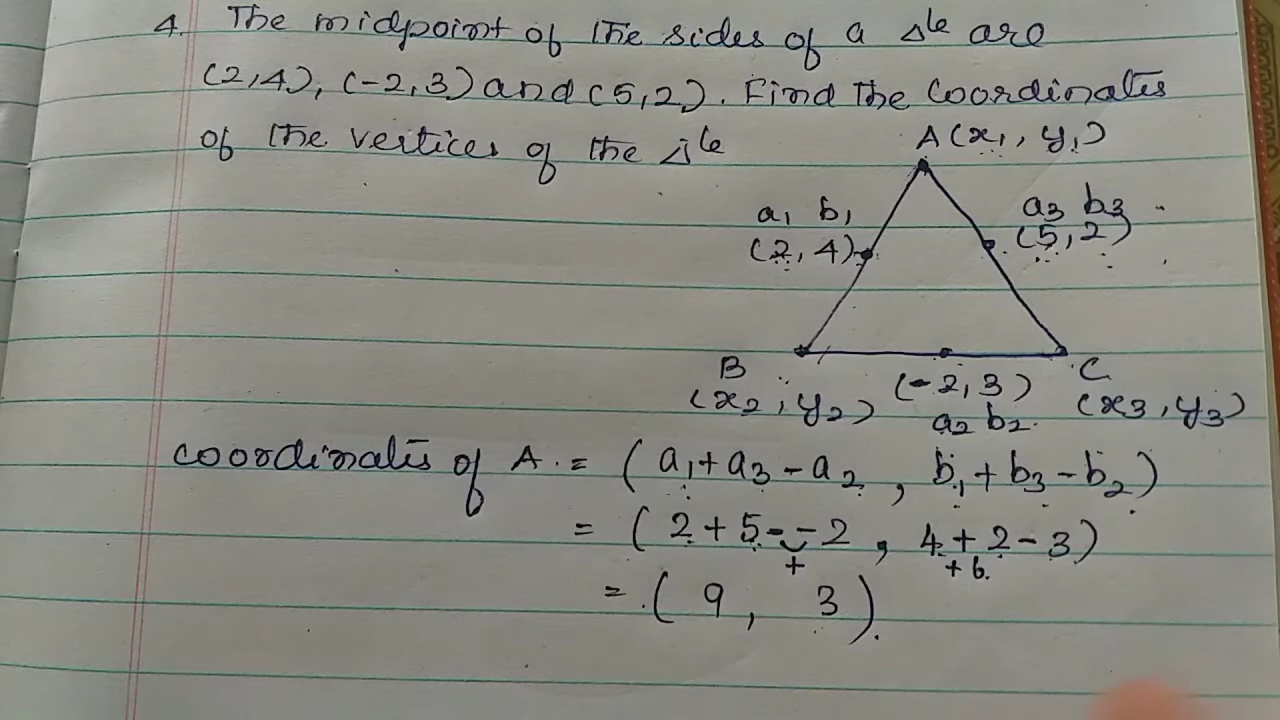 4. The midpoint of the sides of a Δle are
(2,4), (-2,3) and (5,2). Find the coordinates
of the vertices of the Δle
A(x₁, y₁)
a₁ b₁
(2, 4)
a₃ b₃
(5, 2)
B
(x₂, y₂)
(-2, 3)
a₂ b₂
C
(x₃, y₃)
coordinates of A = (a₁+a₃-a₂, b₁+b₃-b₂)
= (2+5--2, 4+2-3)
+ +6
= (9, 3)